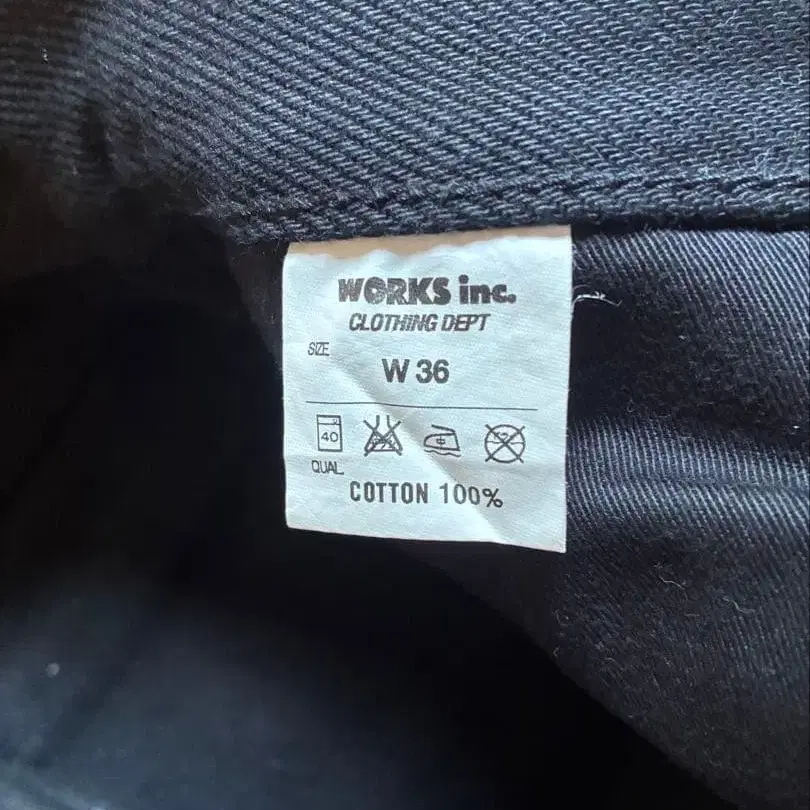 WORKS inc.
CLOTHING DEPT
SIZE
W 36
40
QUAL.
COTTON 100%